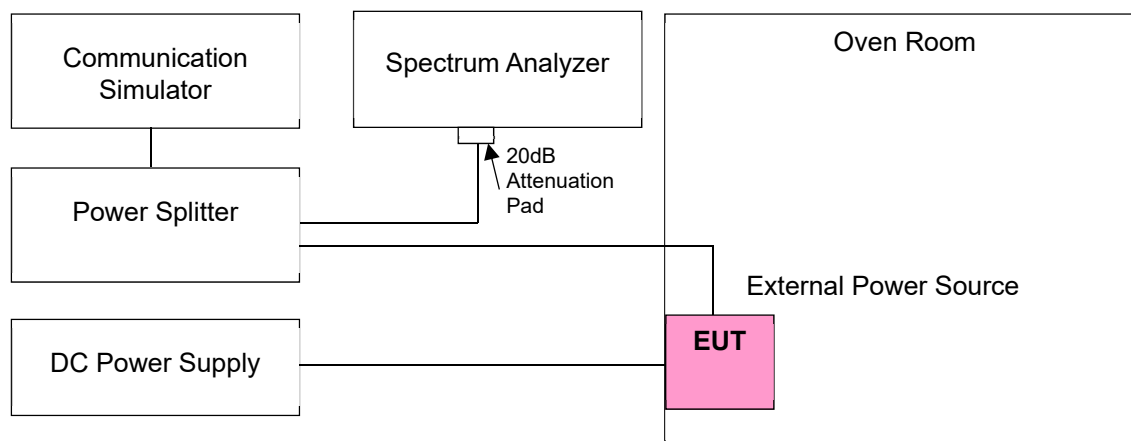 Communication
Simulator
Spectrum Analyzer
Oven Room
20dB
Attenuation
Pad
Power Splitter
External Power Source
EUT
DC Power Supply